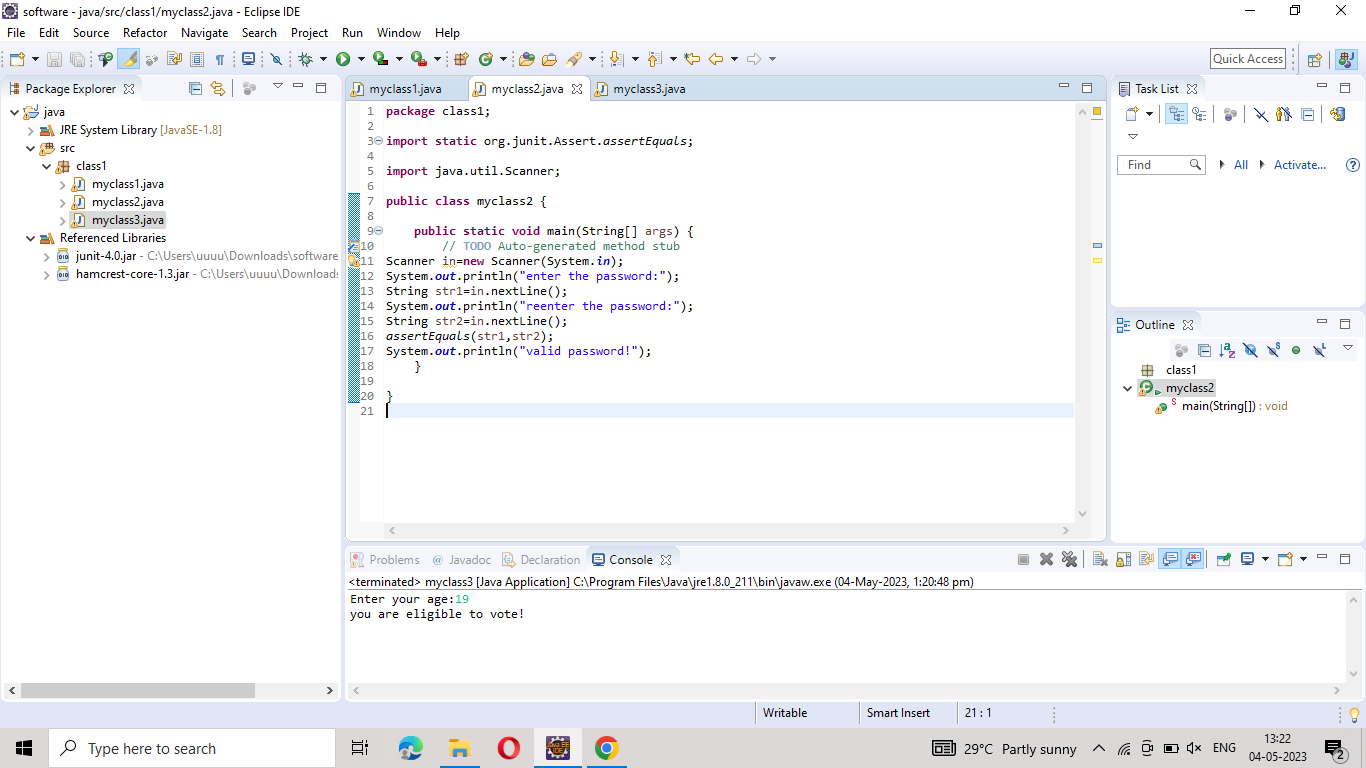 software - java/src/class1/myclass2.java - Eclipse IDE
File Edit Source Refactor Navigate Search Project Run Window Help
Quick Access
Package Explorer
java
JRE System Library [JavaSE-1.8]
src
class1
myclass1.java
myclass2.java
myclass3.java
Referenced Libraries
junit-4.0.jar - C:\Users\uuuu\Downloads\software
hamcrest-core-1.3.jar - C:\Users\uuuu\Download
myclass1.java myclass2.java myclass3.java
1 package class1;
2
3 import static org.junit.Assert.assertEquals;
4
5 import java.util.Scanner;
6
7 public class myclass2 {
8
9 public static void main(String[] args) {
10 // TODO Auto-generated method stub
11 Scanner in=new Scanner(System.in);
12 System.out.println("enter the password:");
13 String str1=in.nextLine();
14 System.out.println("reenter the password:");
15 String str2=in.nextLine();
16 assertEquals(str1,str2);
17 System.out.println("valid password!");
18 }
19
20 }
21
Task List
Find All Activate...
Outline
class1
myclass2
main(String[]) : void
Problems @ Javadoc Declaration Console
<terminated> myclass3 [Java Application] C:\Program Files\Java\jre1.8.0_211\bin\javaw.exe (04-May-2023, 1:20:48 pm)
Enter your age:19
you are eligible to vote!
Writable Smart Insert 21 : 1
Type here to search
29°C Partly sunny ENG 13:22
04-05-2023
2